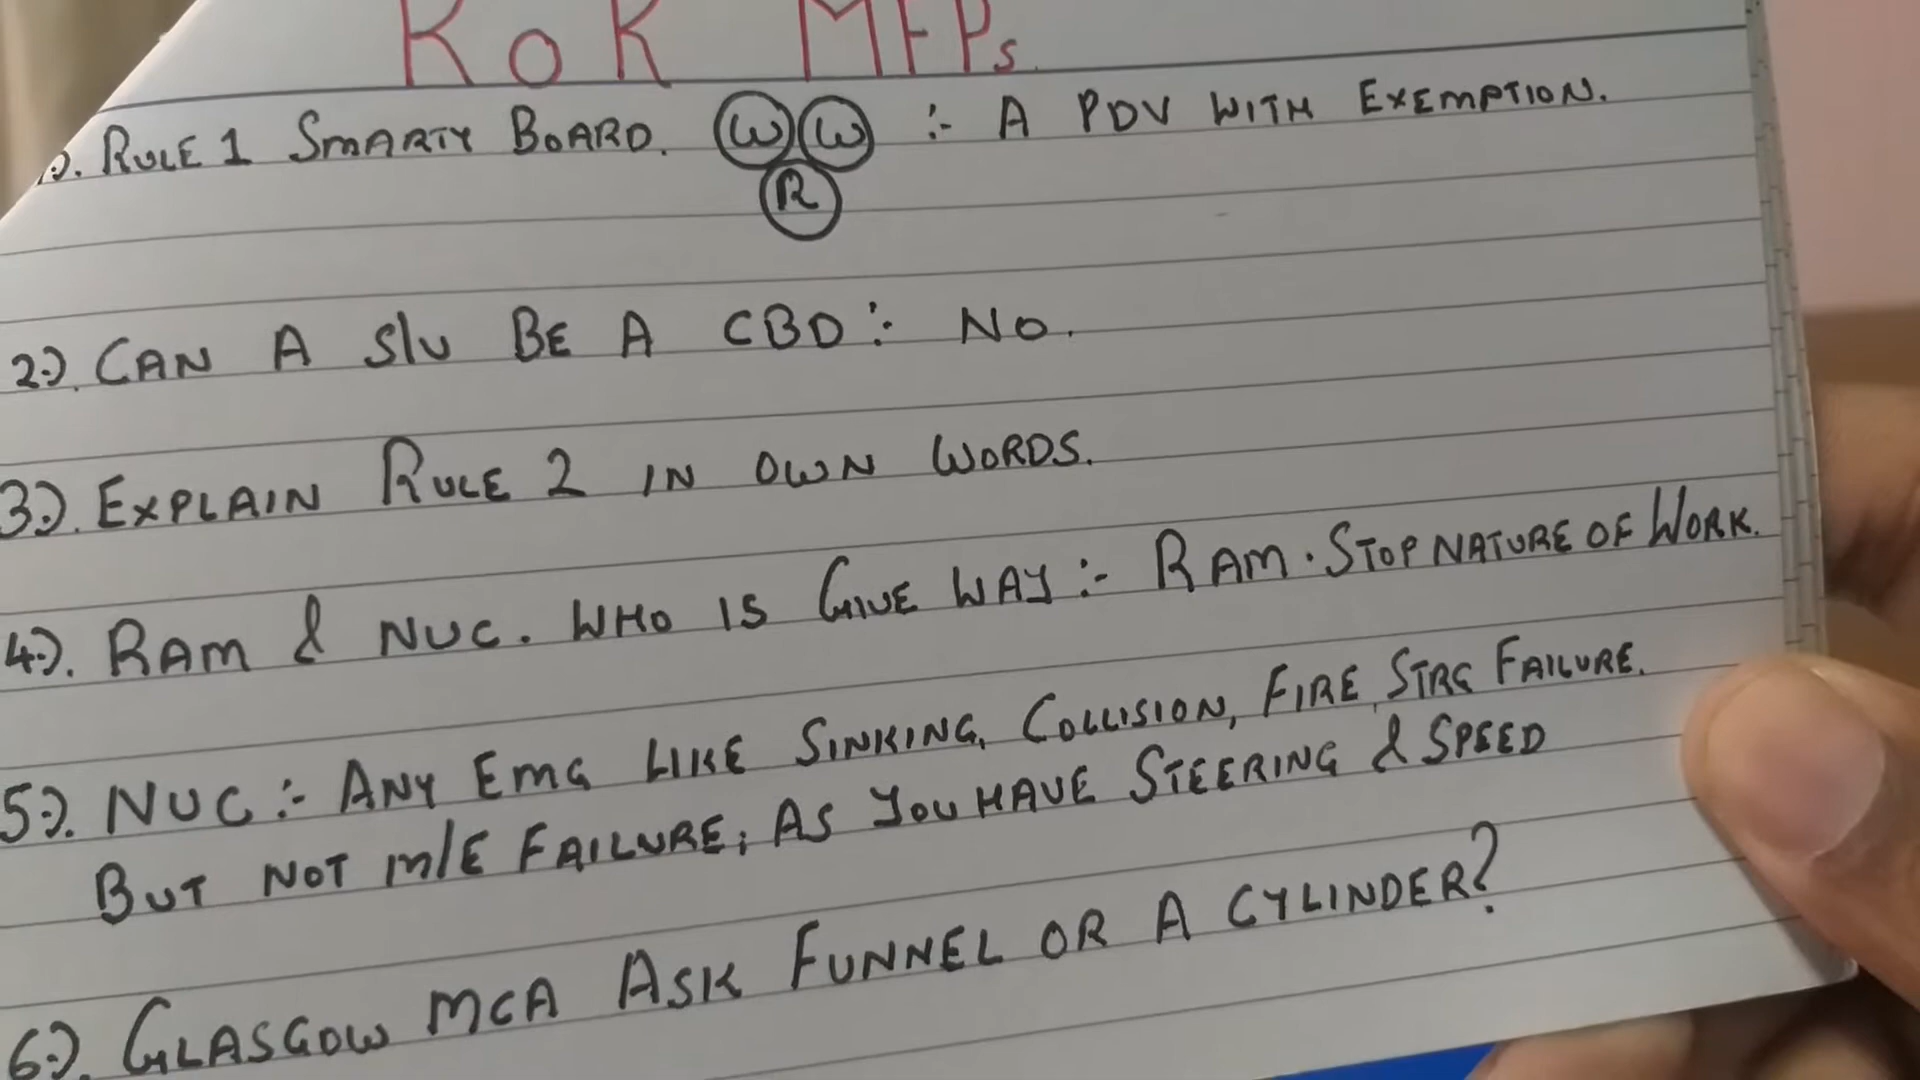 ROR MFPs.
1). RULE 1 SMARTY BOARD. W W R :- A PDV WITH EXEMPTION.
2). CAN A S/V BE A CBD :- NO.
3). EXPLAIN RULE 2 IN OWN WORDS.
4). RAM & NUC. WHO IS GIVE WAY :- RAM. STOP NATURE OF WORK.
5). NUC :- ANY EMG LIKE SINKING, COLLISION, FIRE, STRG FAILURE.
BUT NOT M/E FAILURE; AS YOU HAVE STEERING & SPEED
6). GLASGOW MCA ASK FUNNEL OR A CYLINDER?